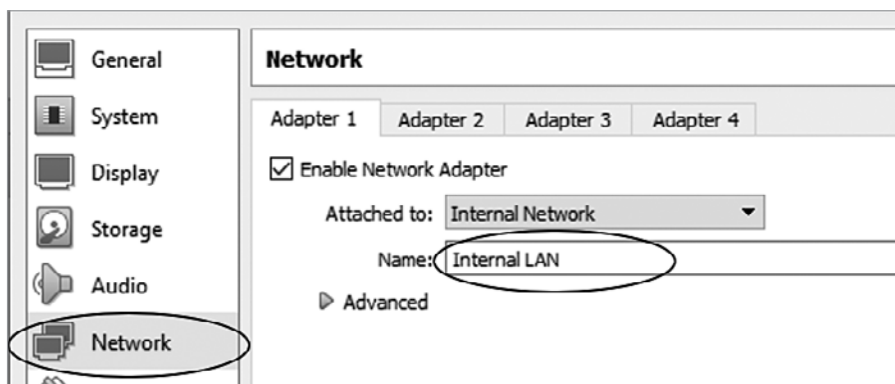 General
System
Display
Storage
Audio
Network
Network
Adapter 1 Adapter 2 Adapter 3 Adapter 4
Enable Network Adapter
Attached to: Internal Network
Name: Internal LAN
Advanced